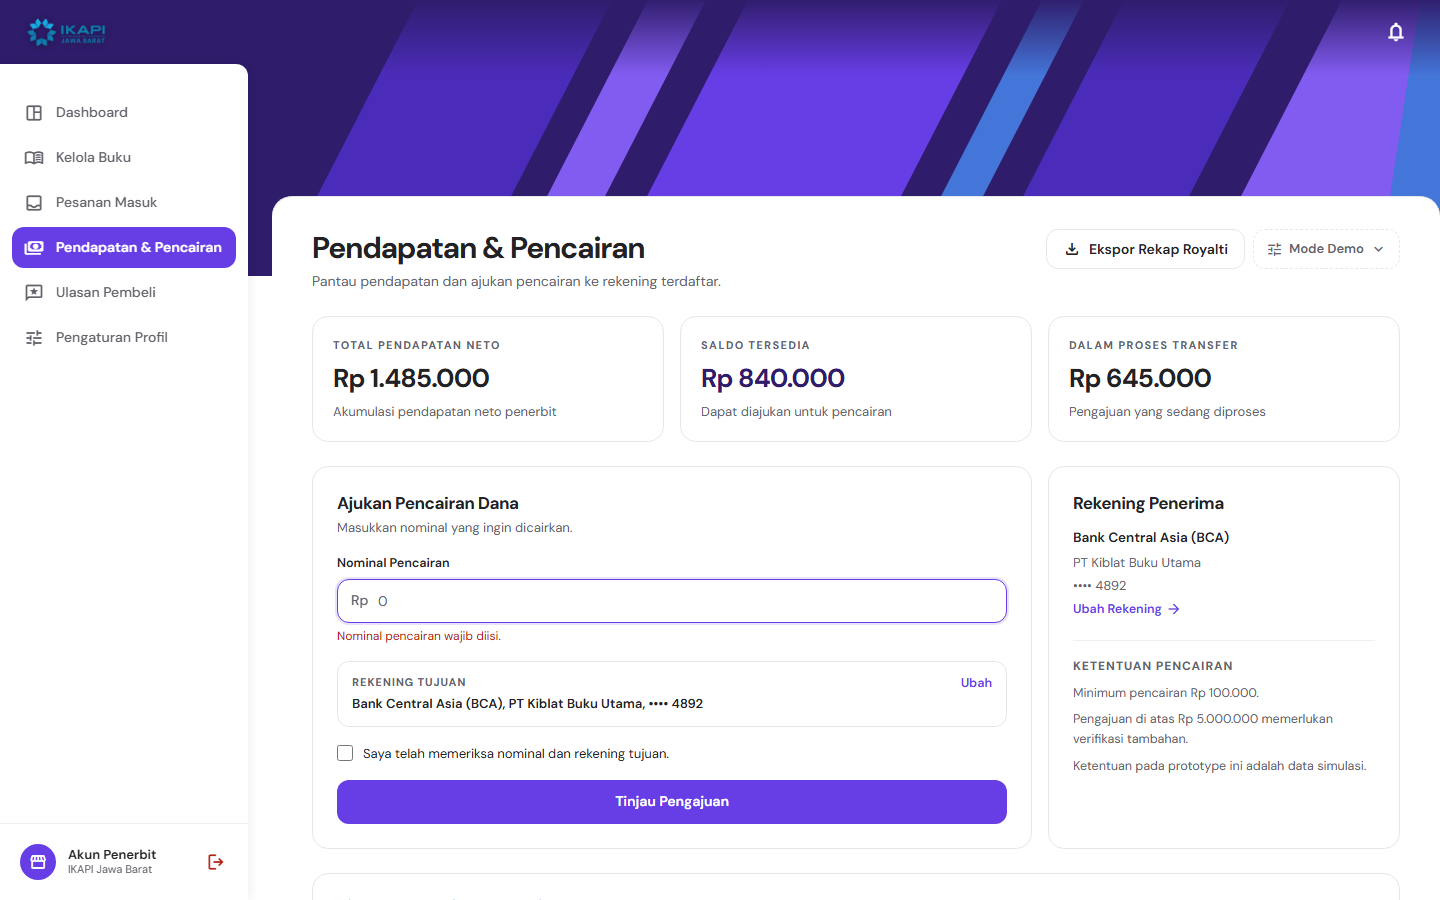 IKAPI
JAWA BARAT
Dashboard
Kelola Buku
Pesanan Masuk
Pendapatan & Pencairan
Ulasan Pembeli
Pengaturan Profil
Akun Penerbit
IKAPI Jawa Barat
Pendapatan & Pencairan
Pantau pendapatan dan ajukan pencairan ke rekening terdaftar.
Ekspor Rekap Royalti
Mode Demo
TOTAL PENDAPATAN NETO
Rp 1.485.000
Akumulasi pendapatan neto penerbit
SALDO TERSEDIA
Rp 840.000
Dapat diajukan untuk pencairan
DALAM PROSES TRANSFER
Rp 645.000
Pengajuan yang sedang diproses
Ajukan Pencairan Dana
Masukkan nominal yang ingin dicairkan.
Nominal Pencairan
Rp 0
Nominal pencairan wajib diisi.
REKENING TUJUAN
Ubah
Bank Central Asia (BCA), PT Kiblat Buku Utama, •••• 4892
Saya telah memeriksa nominal dan rekening tujuan.
Tinjau Pengajuan
Rekening Penerima
Bank Central Asia (BCA)
PT Kiblat Buku Utama
•••• 4892
Ubah Rekening →
KETENTUAN PENCAIRAN
Minimum pencairan Rp 100.000.
Pengajuan di atas Rp 5.000.000 memerlukan
verifikasi tambahan.
Ketentuan pada prototype ini adalah data simulasi.